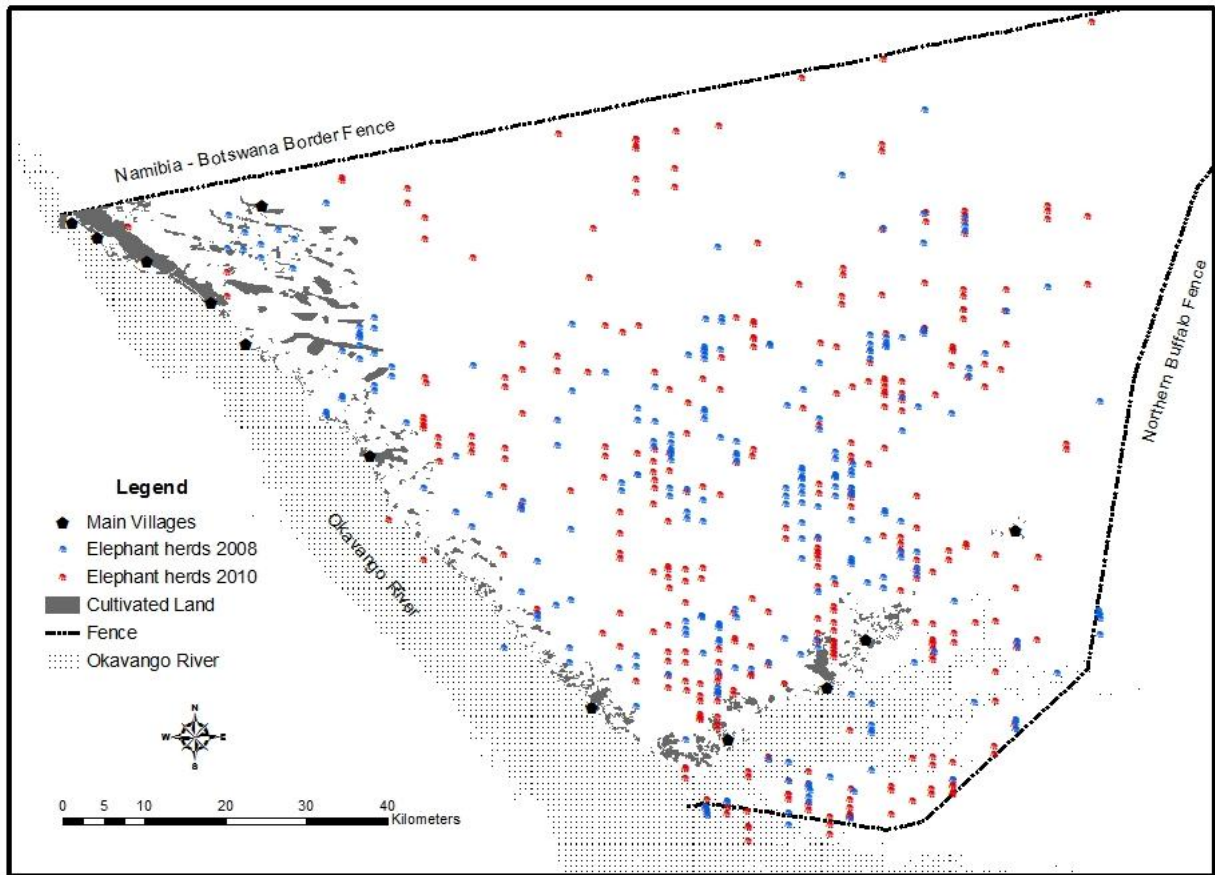 Namibia - Botswana Border Fence
Northern Buffalo Fence
Okavango River
Legend
Main Villages
Elephant herds 2008
Elephant herds 2010
Cultivated Land
Fence
Okavango River
N
W E
S
0 5 10 20 30 40
Kilometers